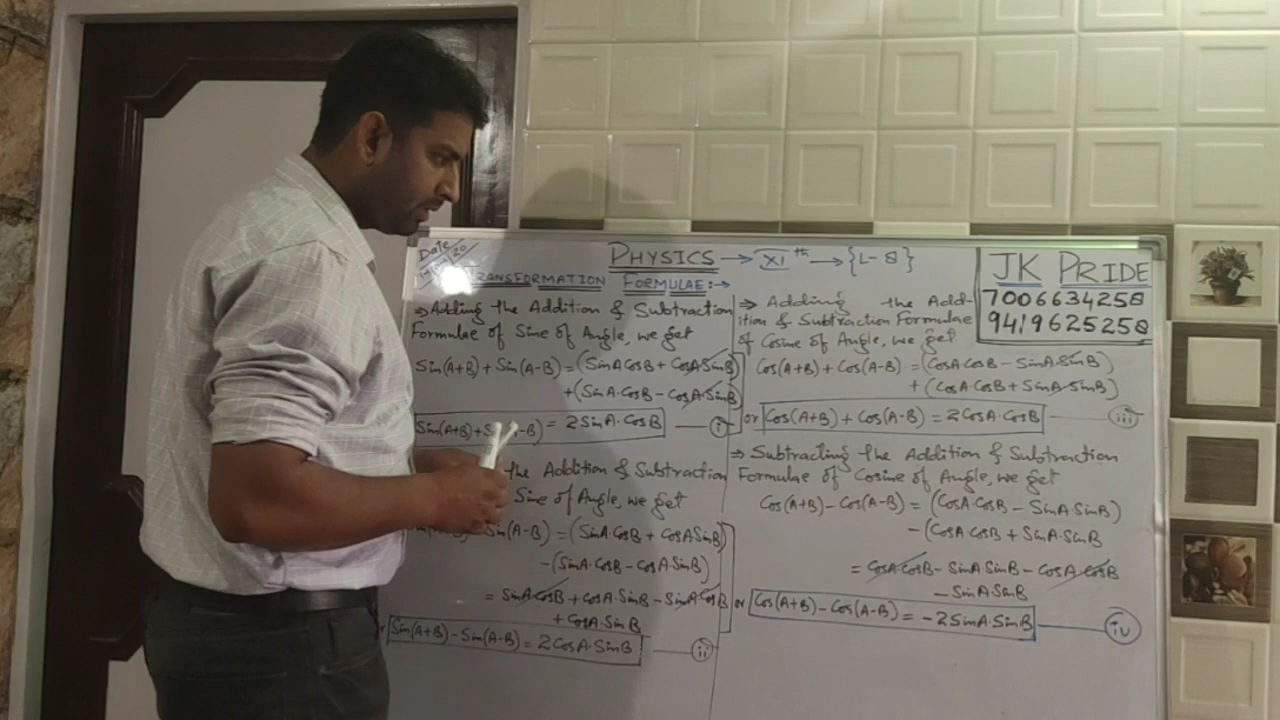 Date
PHYSICS → XI th → {L-8}
TRANSFORMATION FORMULAE:→
JK PRIDE
7006634258
9419625258
⇒ Adding the Addition & Subtraction
Formulae of Sine of Angle, we get
Sin(A+B) + Sin(A-B) = (SinA CosB + CosA·SinB)
+ (SinA·CosB - CosA·SinB)
Sin(A+B) + S -B) = 2SinA·CosB — i
the Addition & Subtraction
Sine of Angle, we get
Sin(A-B) = (SinA·CosB + CosA SinB)
-(SinA·CosB - CosA·SinB)
= SinA·CosB + CosA·SinB - SinA·CosB
+ CosA·SinB
or Sin(A+B) - Sin(A-B) = 2CosA·SinB — ii
⇒ Adding the Add-
ition & Subtraction Formulae
of Cosine of Angle, we get
Cos(A+B) + Cos(A-B) = (CosA CosB - SinA·SinB)
+ (CosA·CosB + SinA·SinB)
or Cos(A+B) + Cos(A-B) = 2CosA·CosB — iii
⇒ Subtracting the Addition & Subtraction
Formulae of Cosine of Angle, we get
Cos(A+B) - Cos(A-B) = (CosA·CosB - SinA·SinB)
- (CosA·CosB + SinA·SinB
= CosA·CosB - SinA SinB - CosA·CosB
- SinA·SinB
or Cos(A+B) - Cos(A-B) = -2SinA·SinB — iv